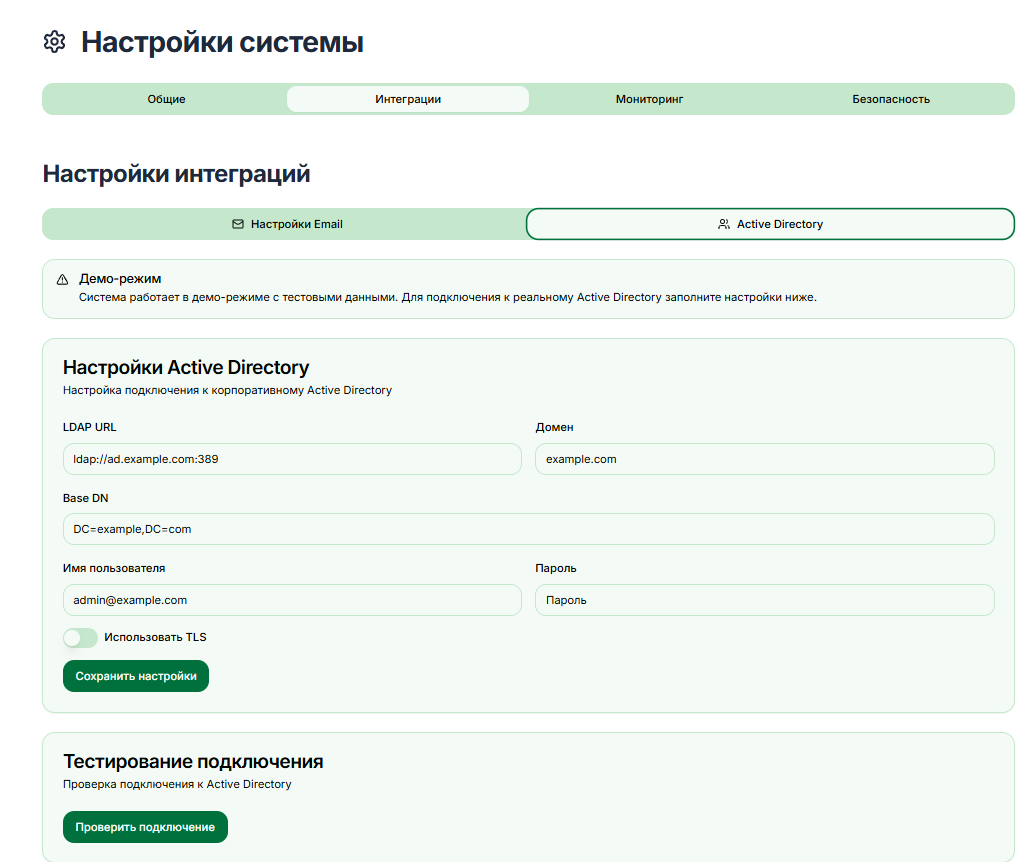 Настройки системы
Общие
Интеграции
Мониторинг
Безопасность
Настройки интеграций
Настройки Email
Active Directory
Демо-режим
Система работает в демо-режиме с тестовыми данными. Для подключения к реальному Active Directory заполните настройки ниже.
Настройки Active Directory
Настройка подключения к корпоративному Active Directory
LDAP URL
Домен
ldap://ad.example.com:389
example.com
Base DN
DC=example,DC=com
Имя пользователя
Пароль
admin@example.com
Пароль
Использовать TLS
Сохранить настройки
Тестирование подключения
Проверка подключения к Active Directory
Проверить подключение